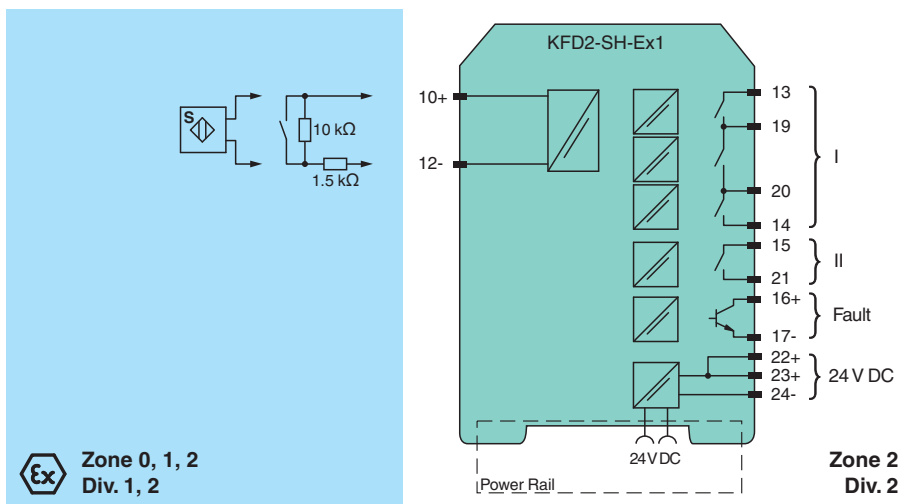 KFD2-SH-Ex1
S
10 kΩ
1.5 kΩ
10+
12-
13
19
20
14
I
15
21
II
16+
17-
Fault
22+
23+
24-
24 V DC
24V DC
Power Rail
Ex
Zone 0, 1, 2
Div. 1, 2
Zone 2
Div. 2